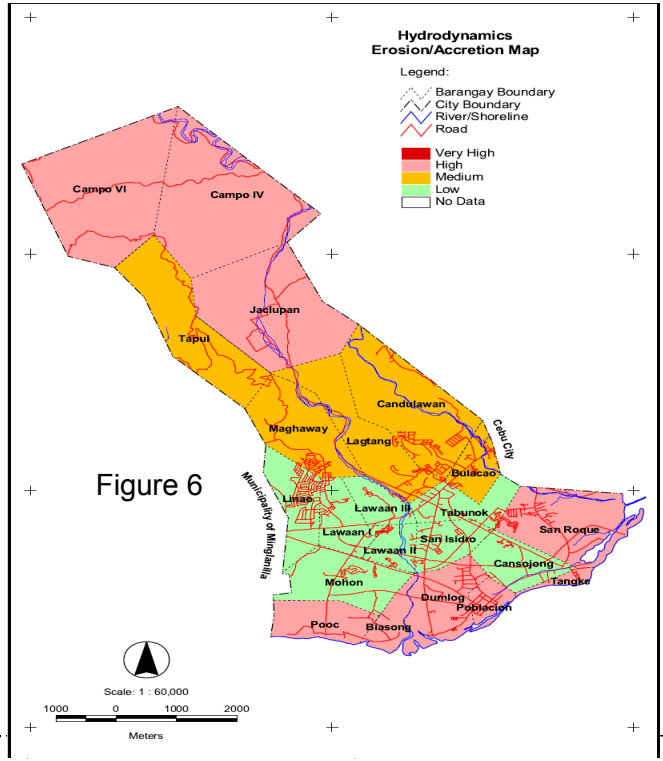 Hydrodynamics
Erosion/Accretion Map
Legend:
Barangay Boundary
City Boundary
River/Shoreline
Road
Very High
High
Medium
Low
No Data
Campo VI
Campo IV
Jaclupan
Tapul
Candulawan
Maghaway
Lagtang
Cebu City
Bulacao
Figure 6
Municipality of Minglanilla
Linao
Lawaan III
Tabunok
Lawaan I
San Isidro
San Roque
Lawaan II
Cansojong
Mohon
Tangke
Dumlog
Poblacion
Pooc
Biasong
Scale: 1 : 60,000
1000 0 1000 2000
Meters